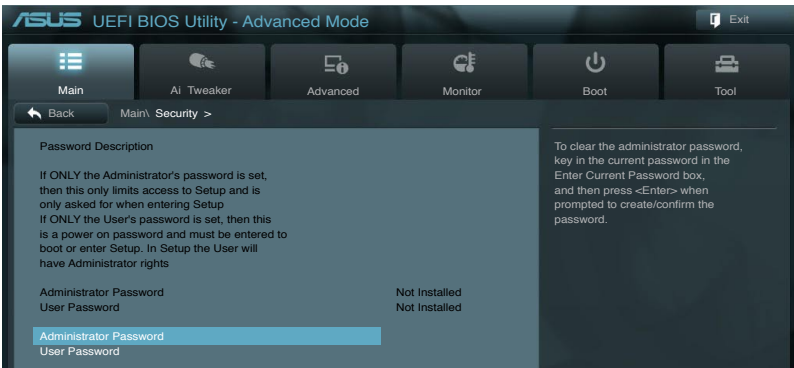 ASUS UEFI BIOS Utility - Advanced Mode
Exit
Main
Ai Tweaker
Advanced
Monitor
Boot
Tool
Back
Main\ Security >
Password Description
If ONLY the Administrator's password is set,
then this only limits access to Setup and is
only asked for when entering Setup
If ONLY the User's password is set, then this
is a power on password and must be entered to
boot or enter Setup. In Setup the User will
have Administrator rights
Administrator Password Not Installed
User Password Not Installed
Administrator Password
User Password
To clear the administrator password,
key in the current password in the
Enter Current Password box,
and then press <Enter> when
prompted to create/confirm the
password.